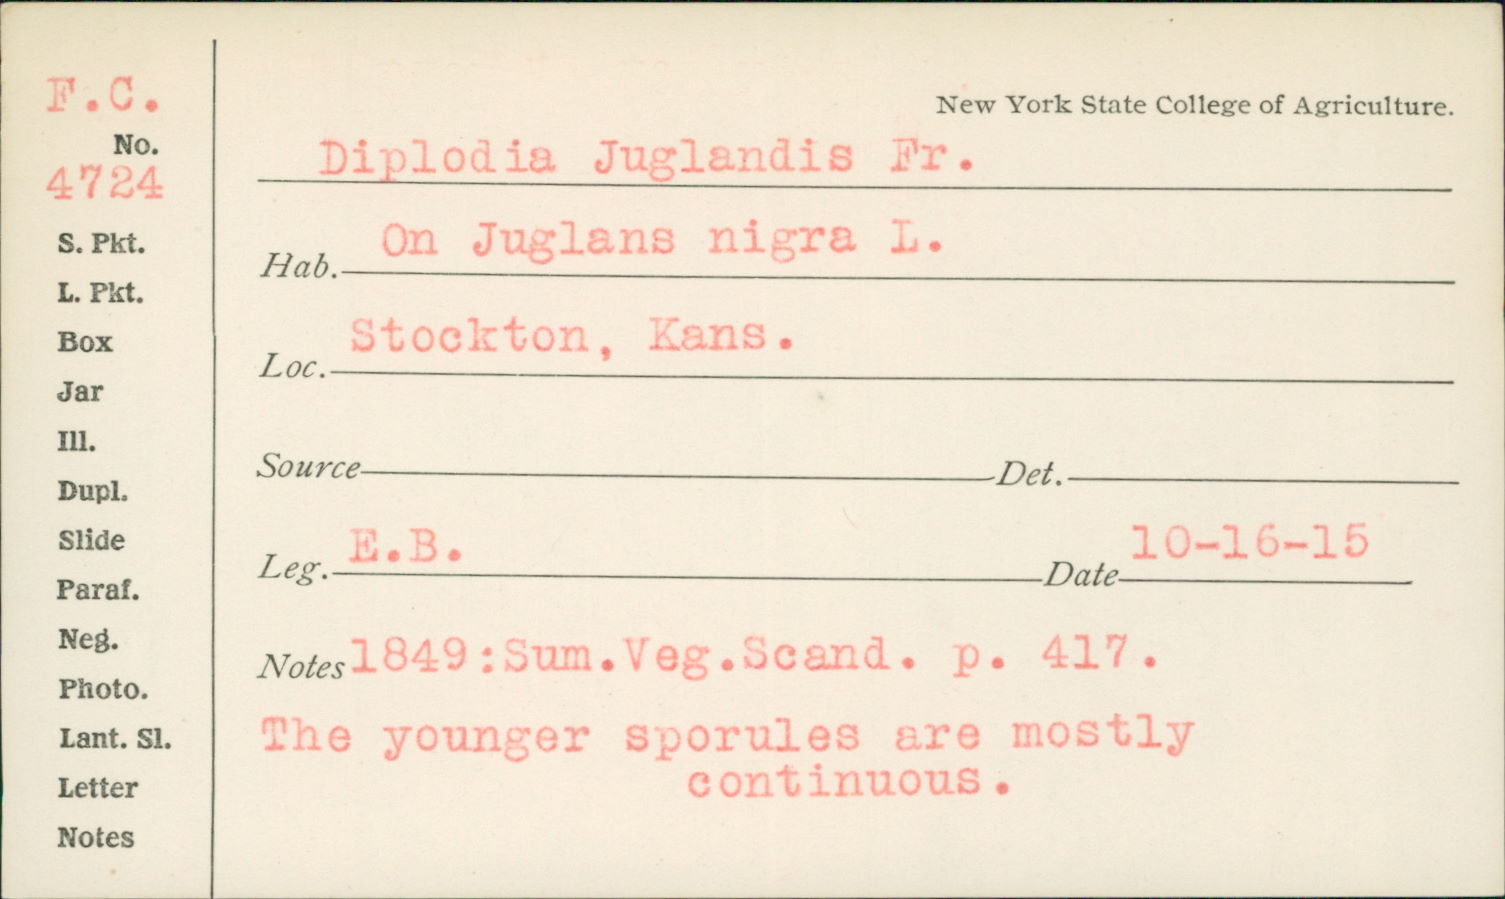 F.C.
No.
4724
S. Pkt.
L. Pkt.
Box
Jar
Ill.
Dupl.
Slide
Paraf.
Neg.
Photo.
Lant. Sl.
Letter
Notes
New York State College of Agriculture.
Diplodia Juglandis Fr.
Hab. On Juglans nigra L.
Loc. Stockton, Kans.
Source Det.
Leg. E.B. Date 10-16-15
Notes 1849:Sum.Veg.Scand. p. 417.
The younger sporules are mostly
continuous.